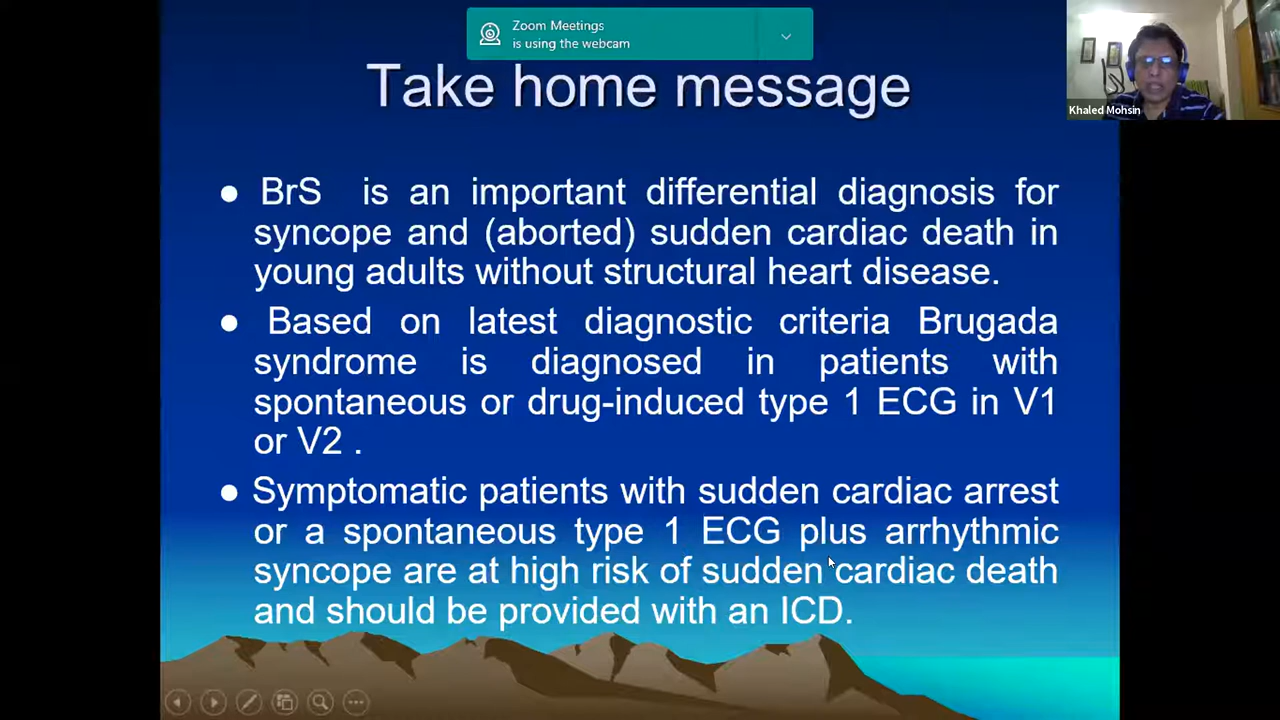 Zoom Meetings
is using the webcam
Khaled Mohsin
Take home message
● BrS is an important differential diagnosis for
syncope and (aborted) sudden cardiac death in
young adults without structural heart disease.
● Based on latest diagnostic criteria Brugada
syndrome is diagnosed in patients with
spontaneous or drug-induced type 1 ECG in V1
or V2 .
● Symptomatic patients with sudden cardiac arrest
or a spontaneous type 1 ECG plus arrhythmic
syncope are at high risk of sudden cardiac death
and should be provided with an ICD.